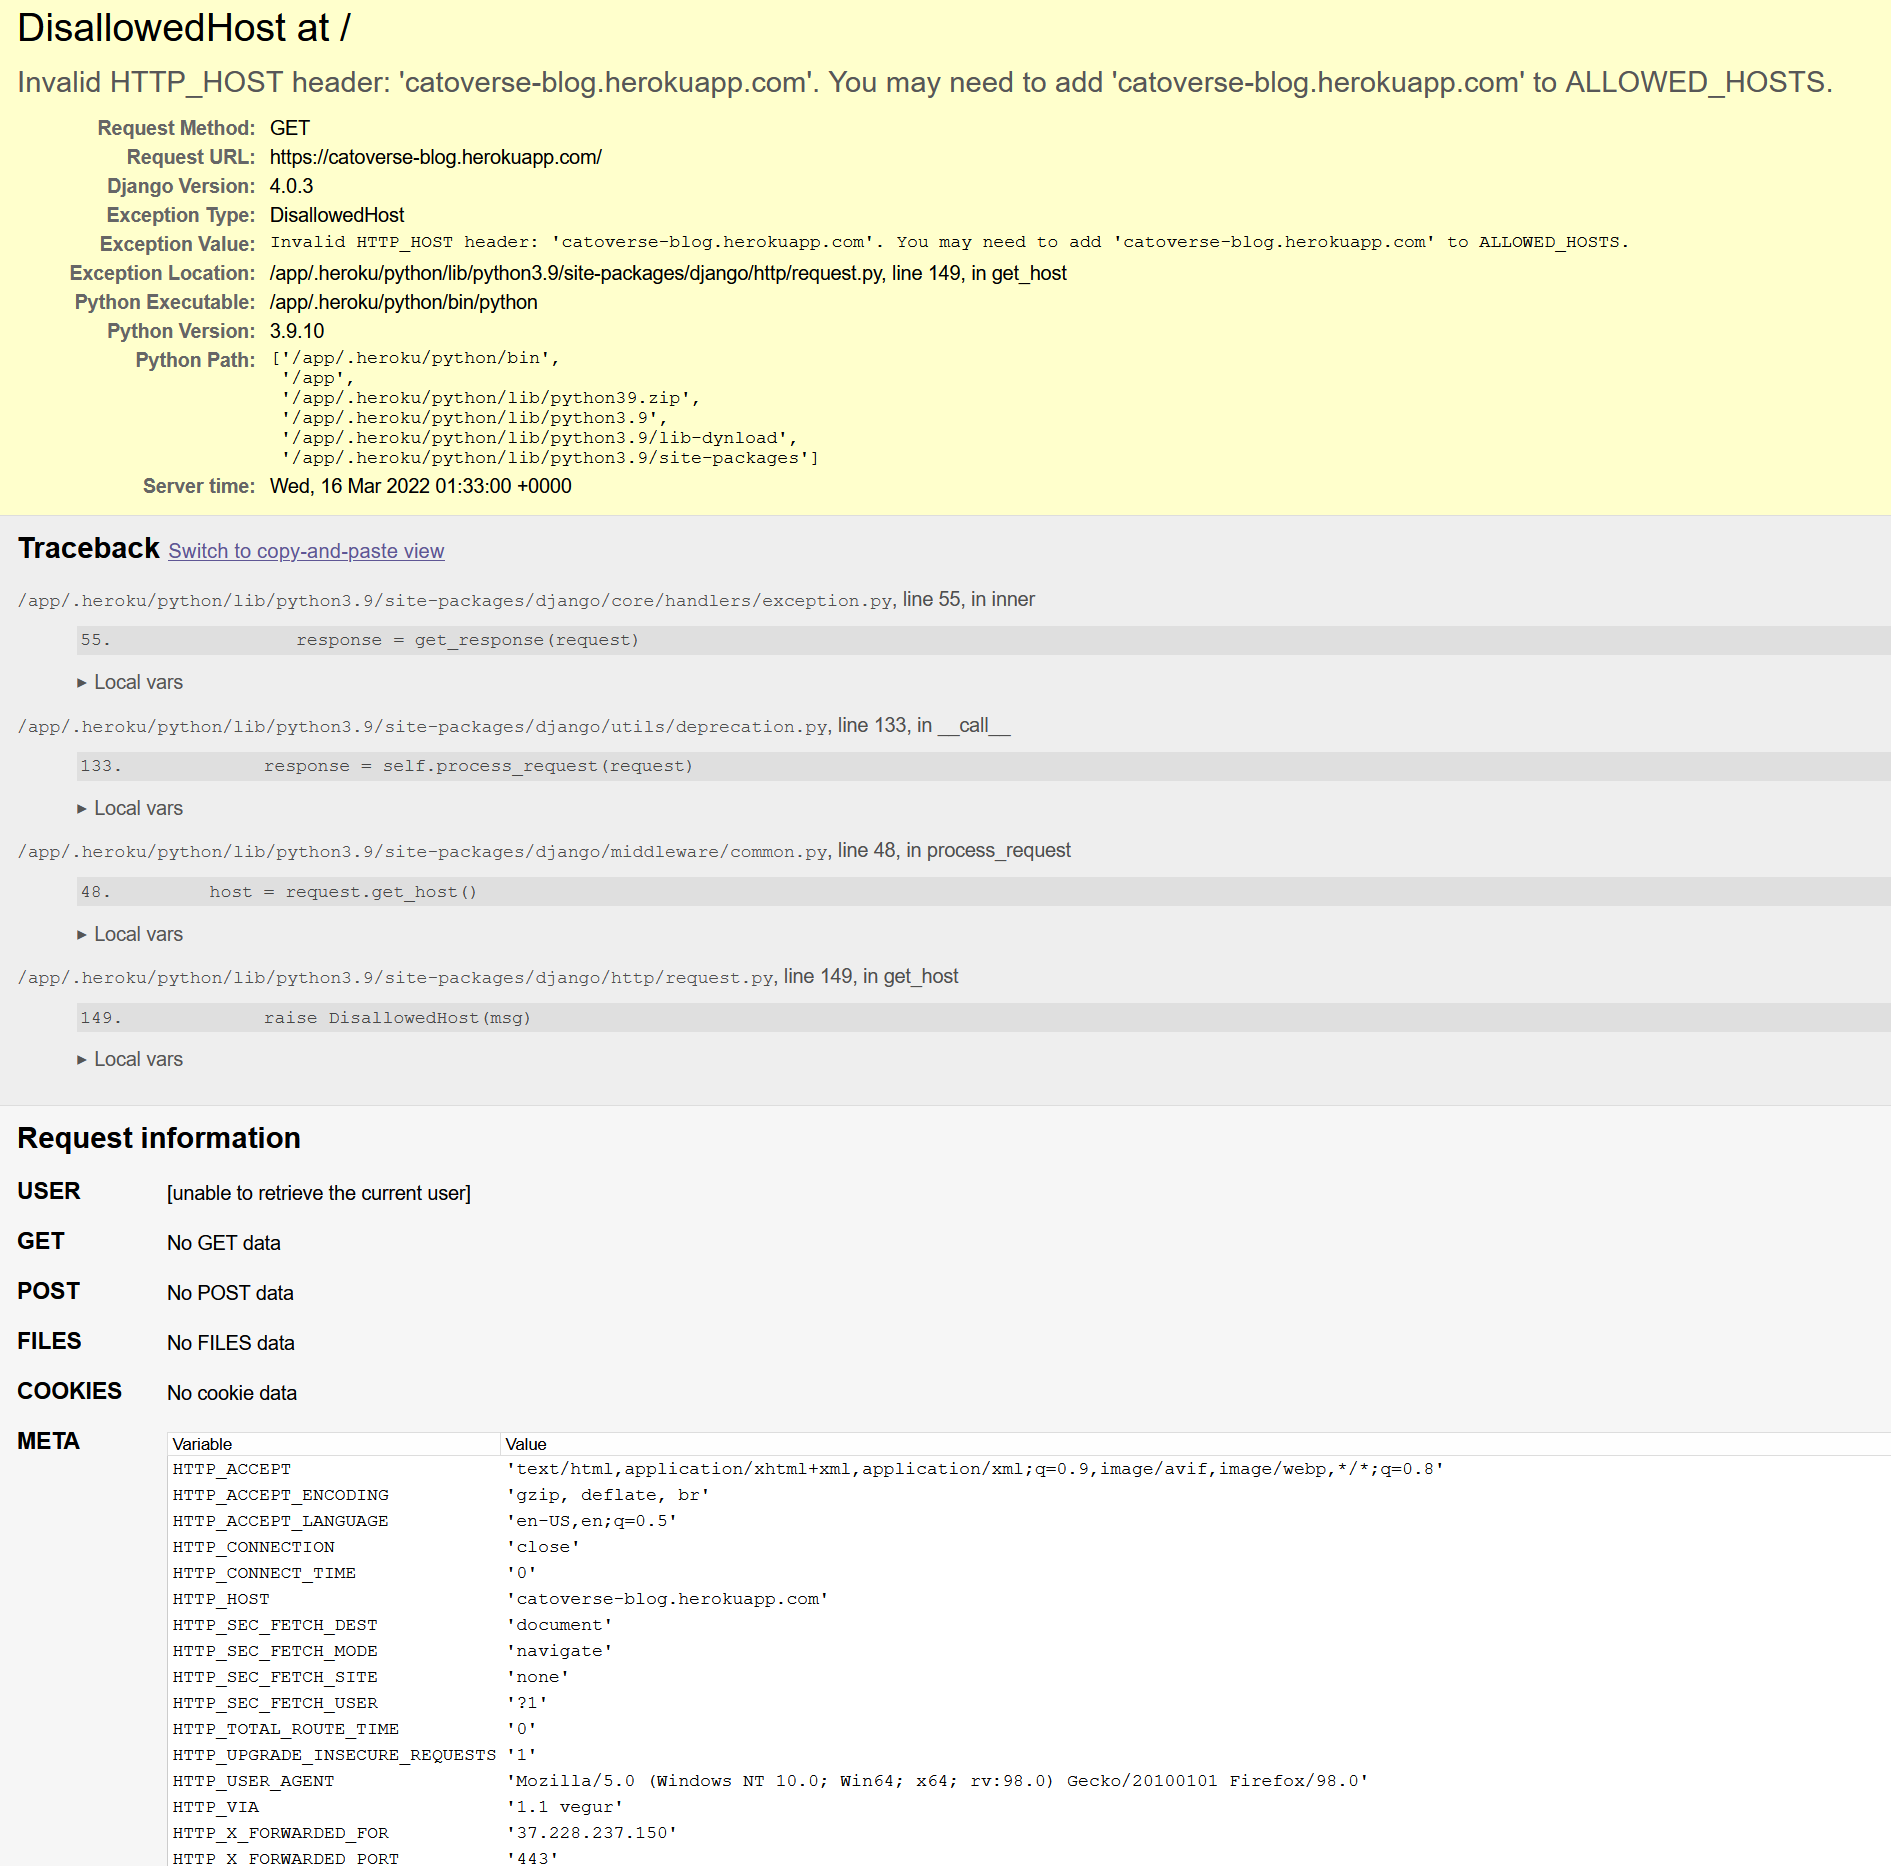 DisallowedHost at /
Invalid HTTP_HOST header: 'catoverse-blog.herokuapp.com'. You may need to add 'catoverse-blog.herokuapp.com' to ALLOWED_HOSTS.
Request Method: GET
Request URL: https://catoverse-blog.herokuapp.com/
Django Version: 4.0.3
Exception Type: DisallowedHost
Exception Value: Invalid HTTP_HOST header: 'catoverse-blog.herokuapp.com'. You may need to add 'catoverse-blog.herokuapp.com' to ALLOWED_HOSTS.
Exception Location: /app/.heroku/python/lib/python3.9/site-packages/django/http/request.py, line 149, in get_host
Python Executable: /app/.heroku/python/bin/python
Python Version: 3.9.10
Python Path: ['/app/.heroku/python/bin',
'/app',
'/app/.heroku/python/lib/python39.zip',
'/app/.heroku/python/lib/python3.9',
'/app/.heroku/python/lib/python3.9/lib-dynload',
'/app/.heroku/python/lib/python3.9/site-packages']
Server time: Wed, 16 Mar 2022 01:33:00 +0000
Traceback Switch to copy-and-paste view
/app/.heroku/python/lib/python3.9/site-packages/django/core/handlers/exception.py, line 55, in inner
55. response = get_response(request)
▶ Local vars
/app/.heroku/python/lib/python3.9/site-packages/django/utils/deprecation.py, line 133, in __call__
133. response = self.process_request(request)
▶ Local vars
/app/.heroku/python/lib/python3.9/site-packages/django/middleware/common.py, line 48, in process_request
48. host = request.get_host()
▶ Local vars
/app/.heroku/python/lib/python3.9/site-packages/django/http/request.py, line 149, in get_host
149. raise DisallowedHost(msg)
▶ Local vars
Request information
USER [unable to retrieve the current user]
GET No GET data
POST No POST data
FILES No FILES data
COOKIES No cookie data
META Variable Value
HTTP_ACCEPT 'text/html,application/xhtml+xml,application/xml;q=0.9,image/avif,image/webp,*/*;q=0.8'
HTTP_ACCEPT_ENCODING 'gzip, deflate, br'
HTTP_ACCEPT_LANGUAGE 'en-US,en;q=0.5'
HTTP_CONNECTION 'close'
HTTP_CONNECT_TIME '0'
HTTP_HOST 'catoverse-blog.herokuapp.com'
HTTP_SEC_FETCH_DEST 'document'
HTTP_SEC_FETCH_MODE 'navigate'
HTTP_SEC_FETCH_SITE 'none'
HTTP_SEC_FETCH_USER '?1'
HTTP_TOTAL_ROUTE_TIME '0'
HTTP_UPGRADE_INSECURE_REQUESTS '1'
HTTP_USER_AGENT 'Mozilla/5.0 (Windows NT 10.0; Win64; x64; rv:98.0) Gecko/20100101 Firefox/98.0'
HTTP_VIA '1.1 vegur'
HTTP_X_FORWARDED_FOR '37.228.237.150'
HTTP_X_FORWARDED_PORT '443'